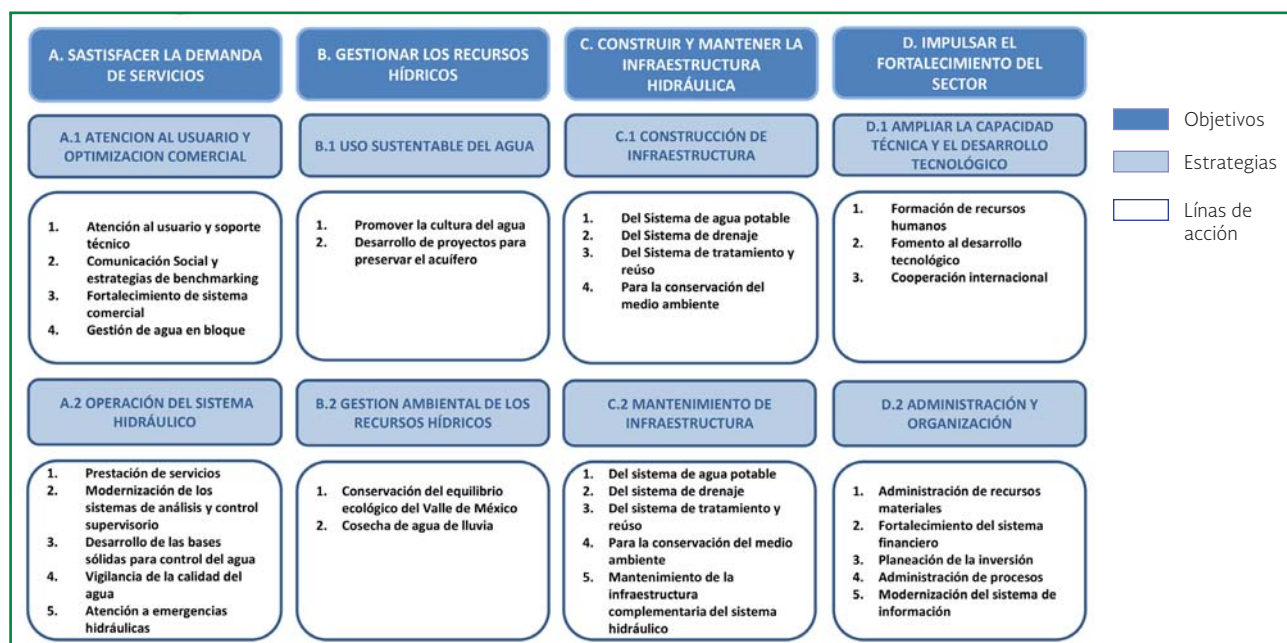 A. SASTISFACER LA DEMANDA
DE SERVICIOS
B. GESTIONAR LOS RECURSOS
HÍDRICOS
C. CONSTRUIR Y MANTENER LA
INFRAESTRUCTURA
HIDRÁULICA
D. IMPULSAR EL
FORTALECIMIENTO DEL
SECTOR
Objetivos
Estrategias
Línas de
acción
A.1 ATENCION AL USUARIO Y
OPTIMIZACION COMERCIAL
B.1 USO SUSTENTABLE DEL AGUA
C.1 CONSTRUCCIÓN DE
INFRAESTRUCTURA
D.1 AMPLIAR LA CAPACIDAD
TÉCNICA Y EL DESARROLLO
TECNOLÓGICO
1. Atención al usuario y soporte
técnico
2. Comunicación Social y
estrategias de benchmarking
3. Fortalecimiento de sistema
comercial
4. Gestión de agua en bloque
1. Promover la cultura del agua
2. Desarrollo de proyectos para
preservar el acuífero
1. Del Sistema de agua potable
2. Del Sistema de drenaje
3. Del Sistema de tratamiento y
reúso
4. Para la conservación del
medio ambiente
1. Formación de recursos
humanos
2. Fomento al desarrollo
tecnológico
3. Cooperación internacional
A.2 OPERACIÓN DEL SISTEMA
HIDRÁULICO
B.2 GESTION AMBIENTAL DE LOS
RECURSOS HÍDRICOS
C.2 MANTENIMIENTO DE
INFRAESTRUCTURA
D.2 ADMINISTRACIÓN Y
ORGANIZACIÓN
1. Prestación de servicios
2. Modernización de los
sistemas de análisis y control
supervisorio
3. Desarrollo de las bases
sólidas para control del agua
4. Vigilancia de la calidad del
agua
5. Atención a emergencias
hidráulicas
1. Conservación del equilibrio
ecológico del Valle de México
2. Cosecha de agua de lluvia
1. Del sistema de agua potable
2. Del sistema de drenaje
3. Del sistema de tratamiento y
reúso
4. Para la conservación del medio
ambiente
5. Mantenimiento de la
infraestructura
complementaria del sistema
hidráulico
1. Administración de recursos
materiales
2. Fortalecimiento del sistema
financiero
3. Planeación de la inversión
4. Administración de procesos
5. Modernización del sistema de
información